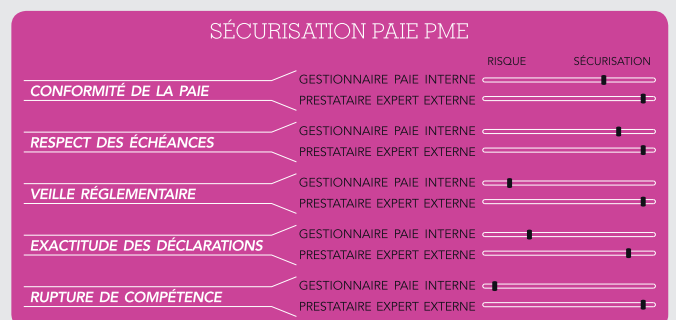 SÉCURISATION PAIE PME
RISQUE SÉCURISATION
CONFORMITÉ DE LA PAIE
GESTIONNAIRE PAIE INTERNE
PRESTATAIRE EXPERT EXTERNE
RESPECT DES ÉCHÉANCES
GESTIONNAIRE PAIE INTERNE
PRESTATAIRE EXPERT EXTERNE
VEILLE RÉGLEMENTAIRE
GESTIONNAIRE PAIE INTERNE
PRESTATAIRE EXPERT EXTERNE
EXACTITUDE DES DÉCLARATIONS
GESTIONNAIRE PAIE INTERNE
PRESTATAIRE EXPERT EXTERNE
RUPTURE DE COMPÉTENCE
GESTIONNAIRE PAIE INTERNE
PRESTATAIRE EXPERT EXTERNE